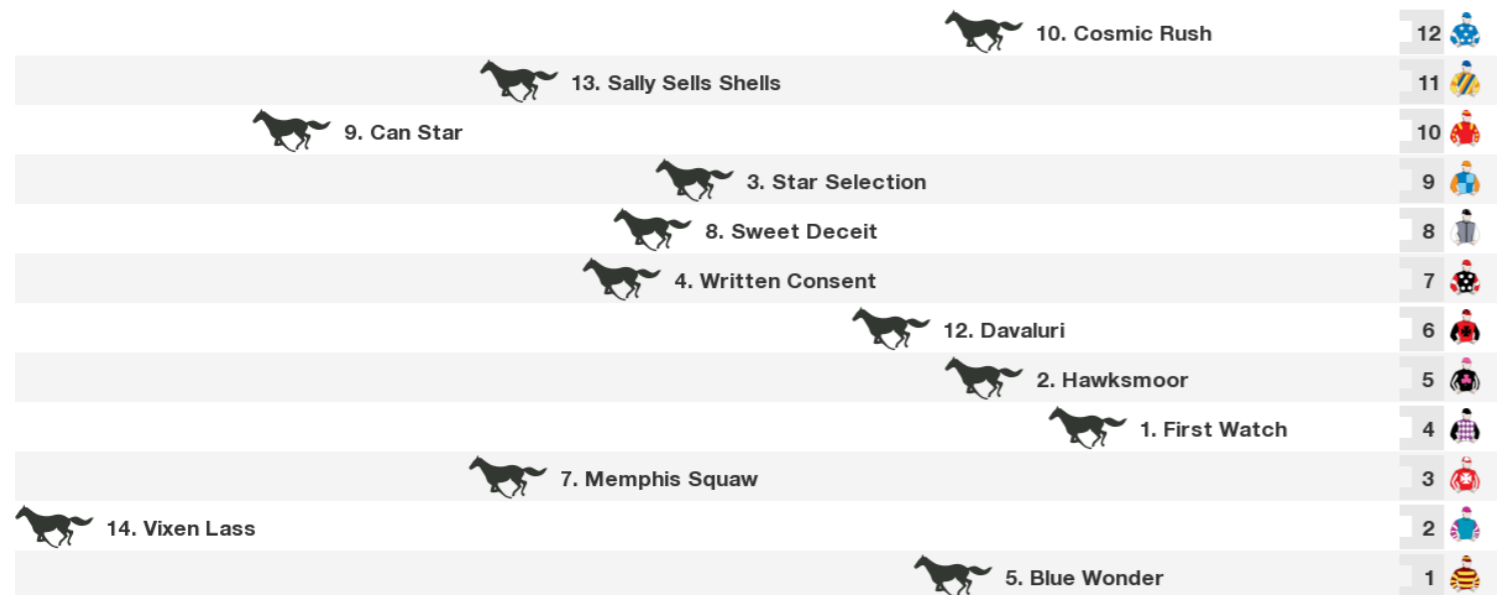 10. Cosmic Rush 12
13. Sally Sells Shells 11
9. Can Star 10
3. Star Selection 9
8. Sweet Deceit 8
4. Written Consent 7
12. Davaluri 6
2. Hawksmoor 5
1. First Watch 4
7. Memphis Squaw 3
14. Vixen Lass 2
5. Blue Wonder 1